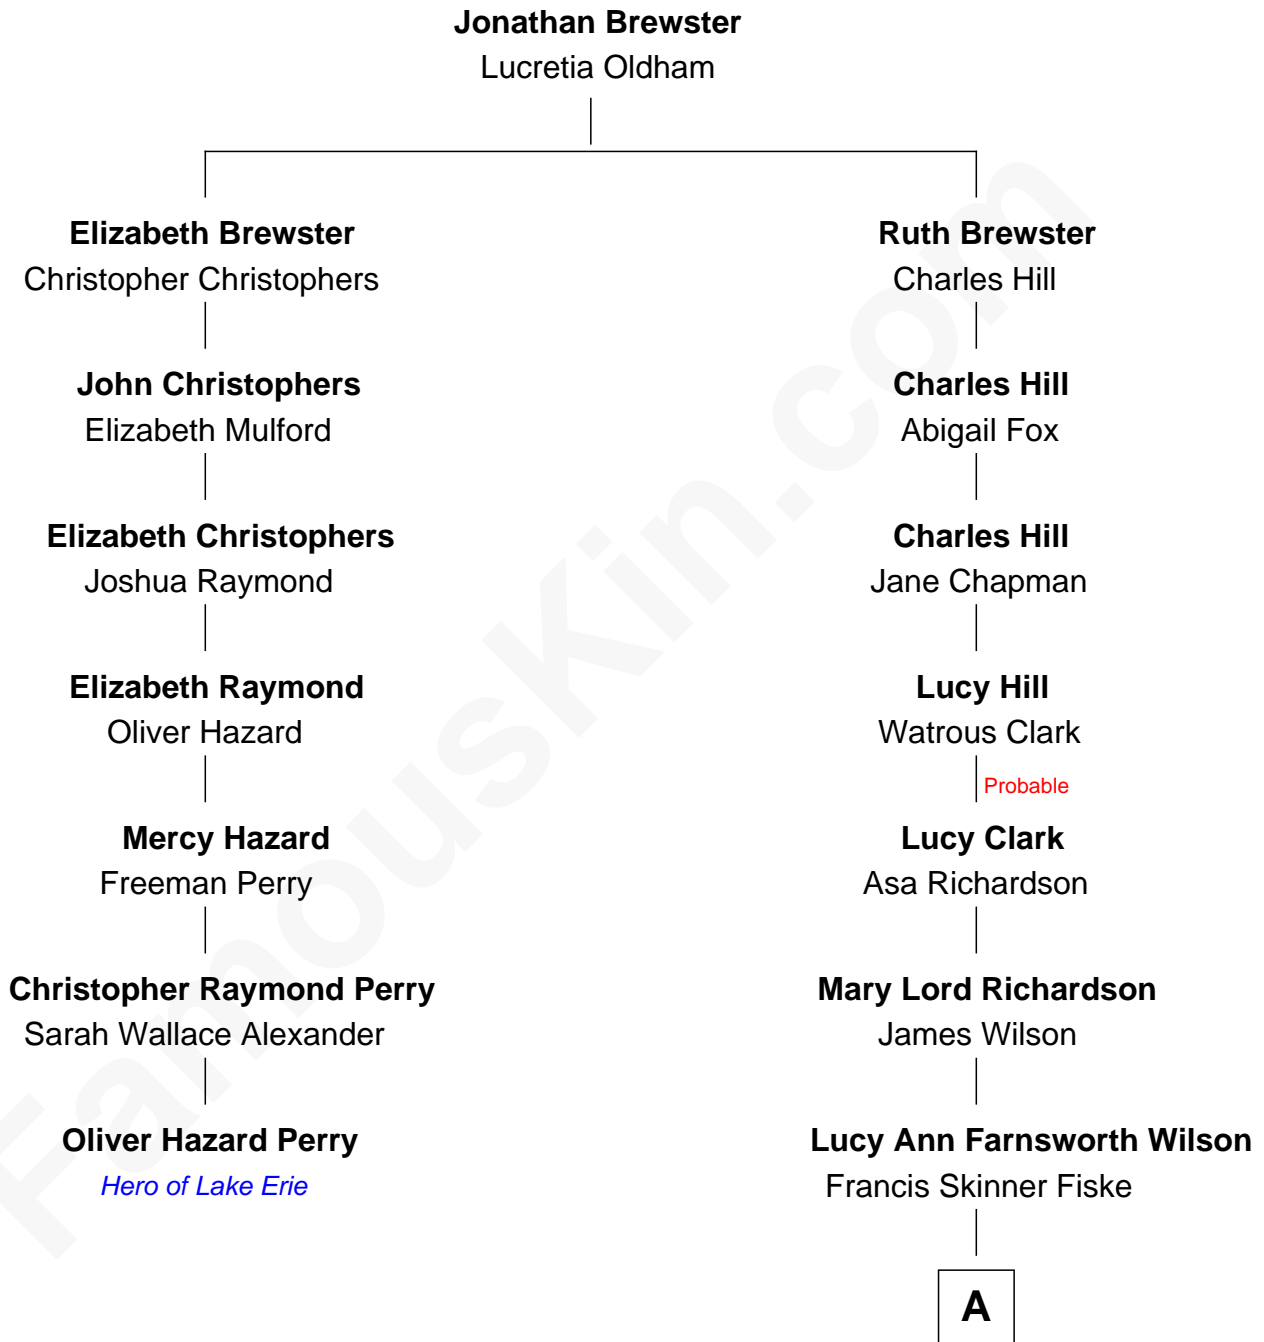 Jonathan Brewster
Lucretia Oldham
Elizabeth Brewster
Christopher Christophers
Ruth Brewster
Charles Hill
John Christophers
Elizabeth Mulford
Charles Hill
Abigail Fox
Elizabeth Christophers
Joshua Raymond
Charles Hill
Jane Chapman
Elizabeth Raymond
Oliver Hazard
Lucy Hill
Watrous Clark
Probable
Mercy Hazard
Freeman Perry
Lucy Clark
Asa Richardson
Christopher Raymond Perry
Sarah Wallace Alexander
Mary Lord Richardson
James Wilson
Oliver Hazard Perry
Hero of Lake Erie
Lucy Ann Farnsworth Wilson
Francis Skinner Fiske
A
FamousKin.com